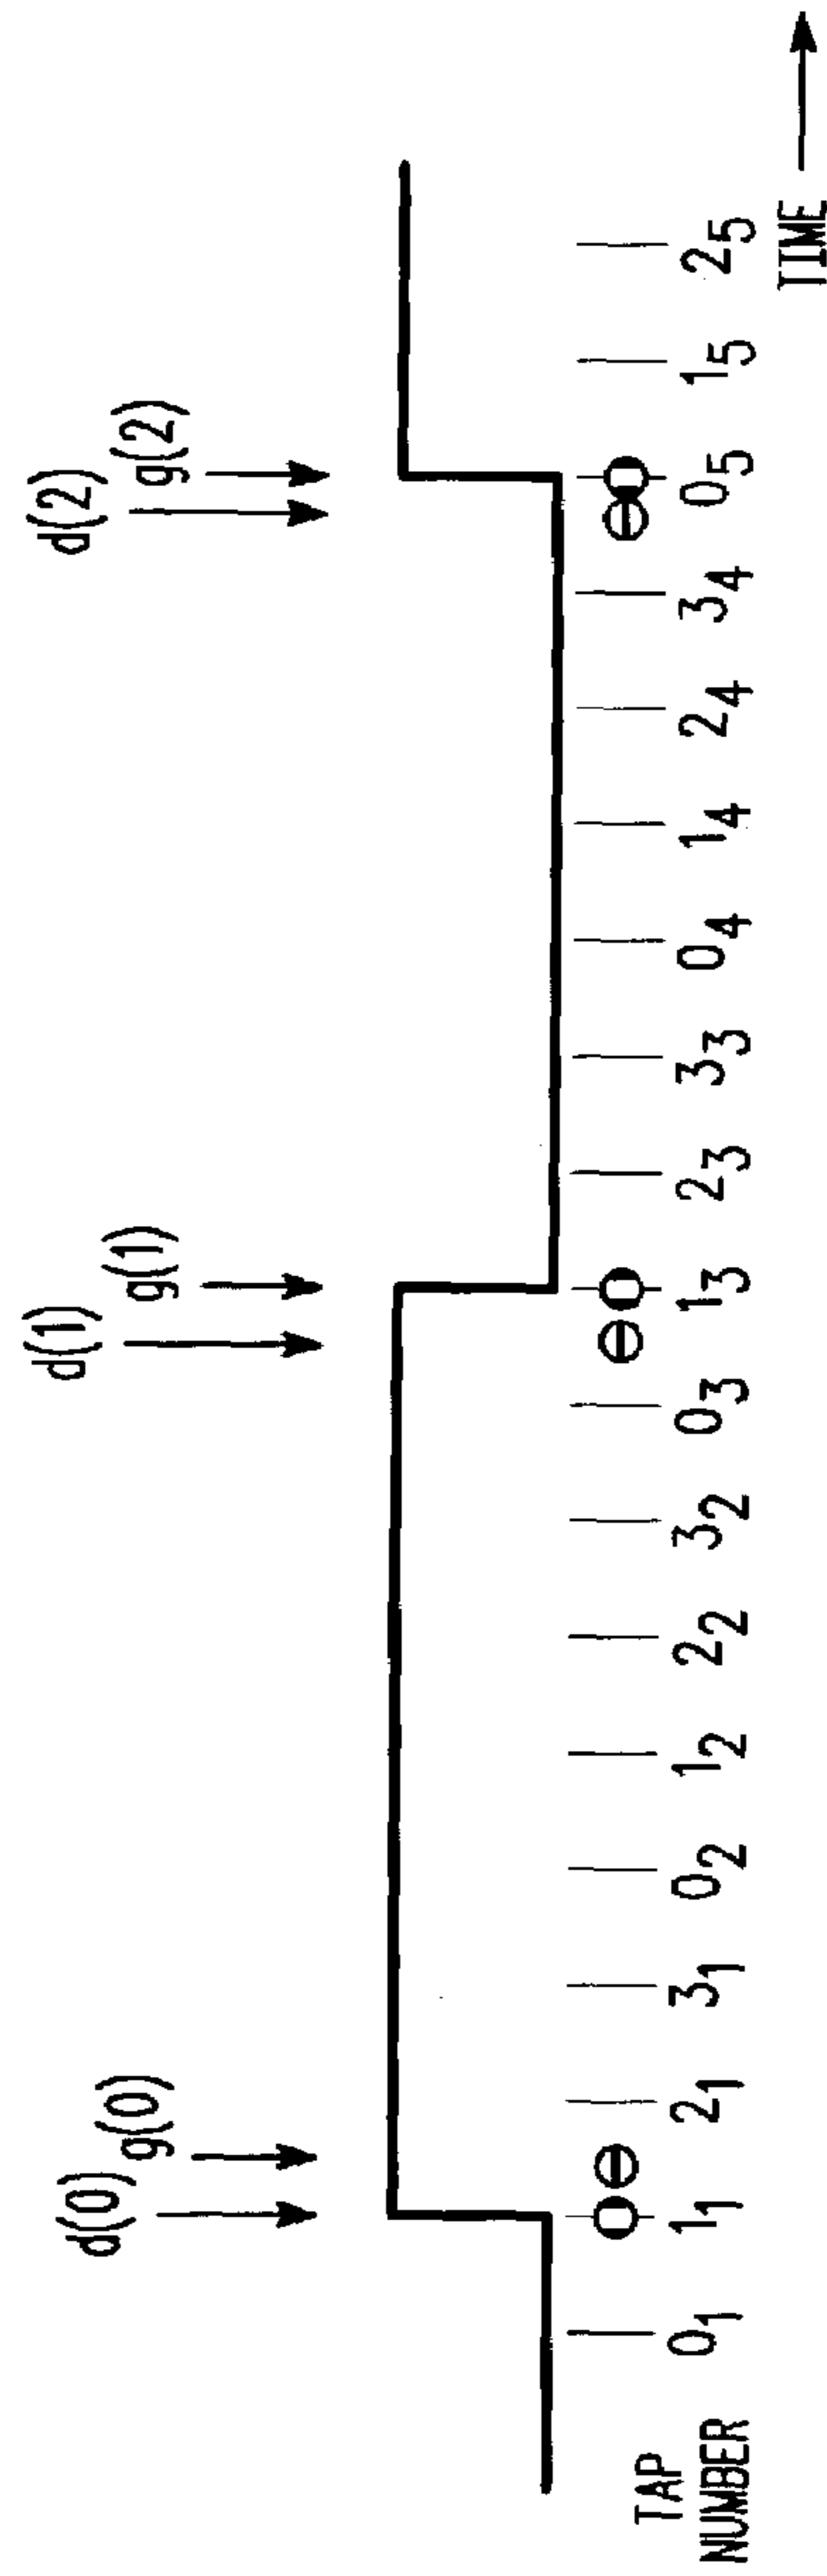 d(0) g(0) d(1) g(1) d(2) g(2)
TAP NUMBER 0₁ 1₁ 2₁ 3₁ 0₂ 1₂ 2₂ 3₂ 0₃ 1₃ 2₃ 3₃ 0₄ 1₄ 2₄ 3₄ 0₅ 1₅ 2₅
TIME